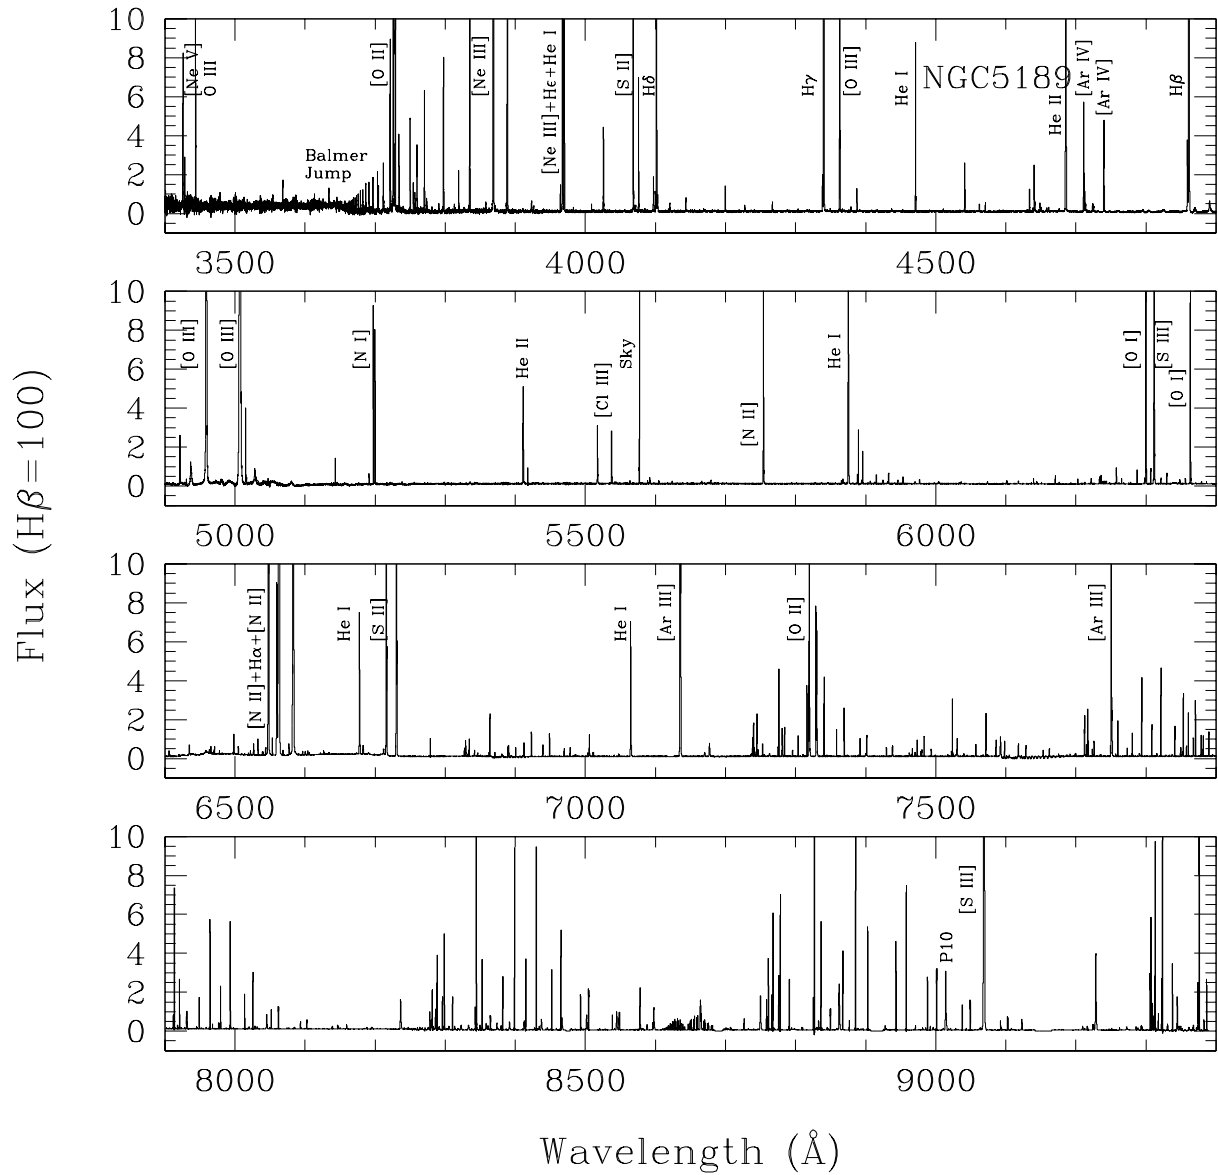 Flux (Hβ=100)
10
8
6
4
2
0
[Ne V]
O III
Balmer
Jump
[O II]
[Ne III]
[Ne III]+Hϵ+He I
[S II]
Hδ
Hγ
[O III]
He I
NGC5189
He II
[Ar IV]
[Ar IV]
Hβ
3500
4000
4500
10
8
6
4
2
0
[O III]
[O III]
[N I]
He II
[Cl III]
Sky
[N II]
He I
[O I]
[S III]
[O I]
5000
5500
6000
10
8
6
4
2
0
[N II]+Hα+[N II]
He I
[S II]
He I
[Ar III]
[O II]
[Ar III]
6500
7000
7500
10
8
6
4
2
0
P10
[S III]
8000
8500
9000
Wavelength (Å)